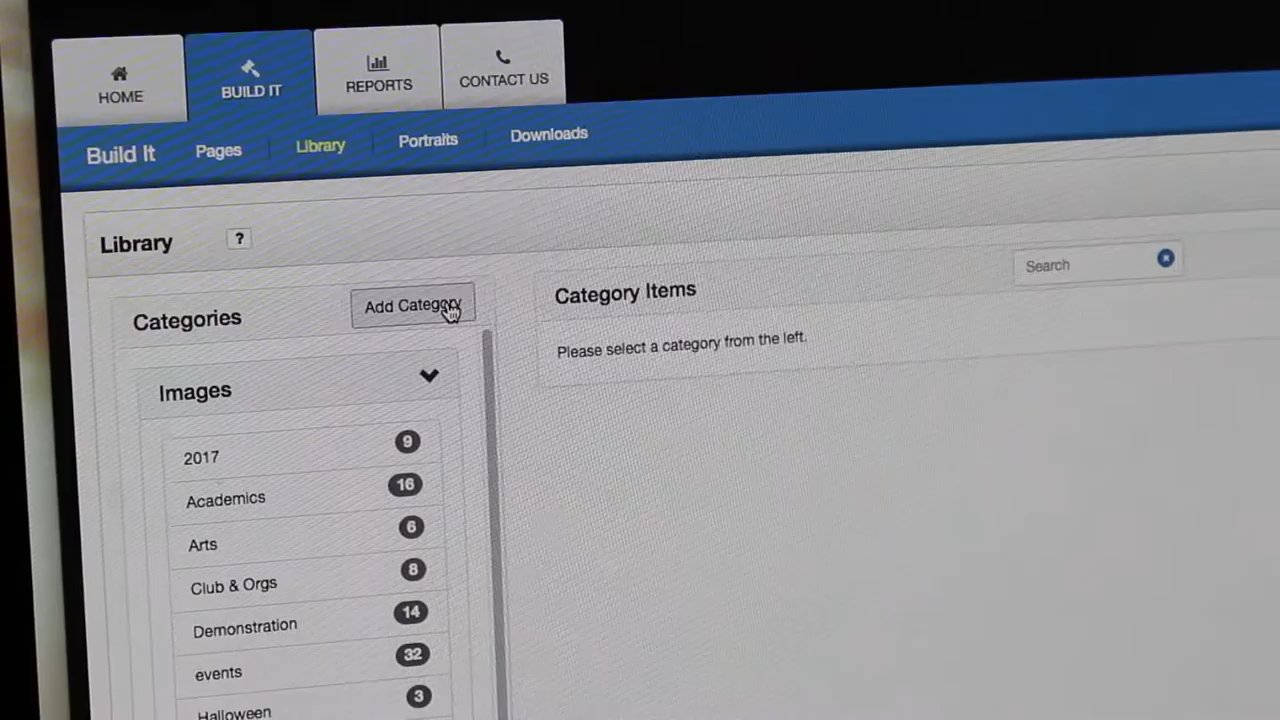 HOME
BUILD IT
REPORTS
CONTACT US
Build It
Pages
Library
Portraits
Downloads
Library
?
Categories
Add Category
Category Items
Search
Please select a category from the left.
Images
2017 9
Academics 16
Arts 6
Club & Orgs 8
Demonstration 14
events 32
Halloween 3